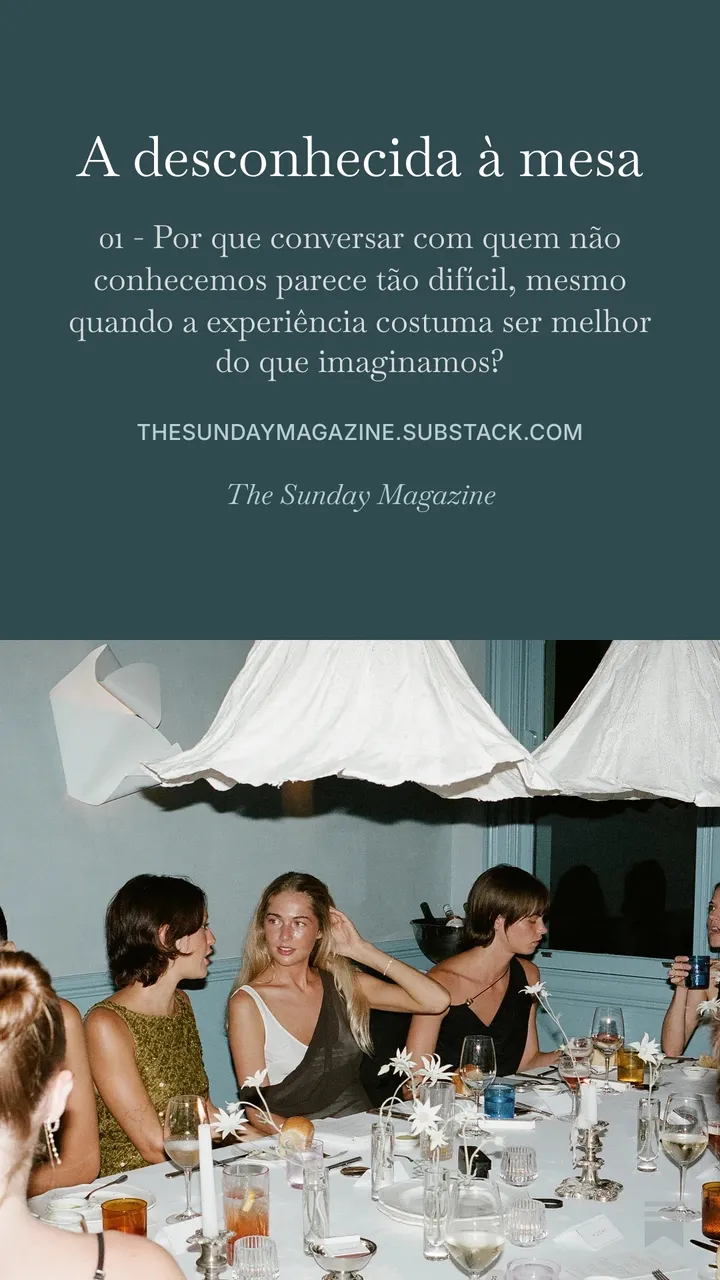 A desconhecida à mesa
01 - Por que conversar com quem não
conhecemos parece tão difícil, mesmo
quando a experiência costuma ser melhor
do que imaginamos?
THESUNDAYMAGAZINE.SUBSTACK.COM
The Sunday Magazine